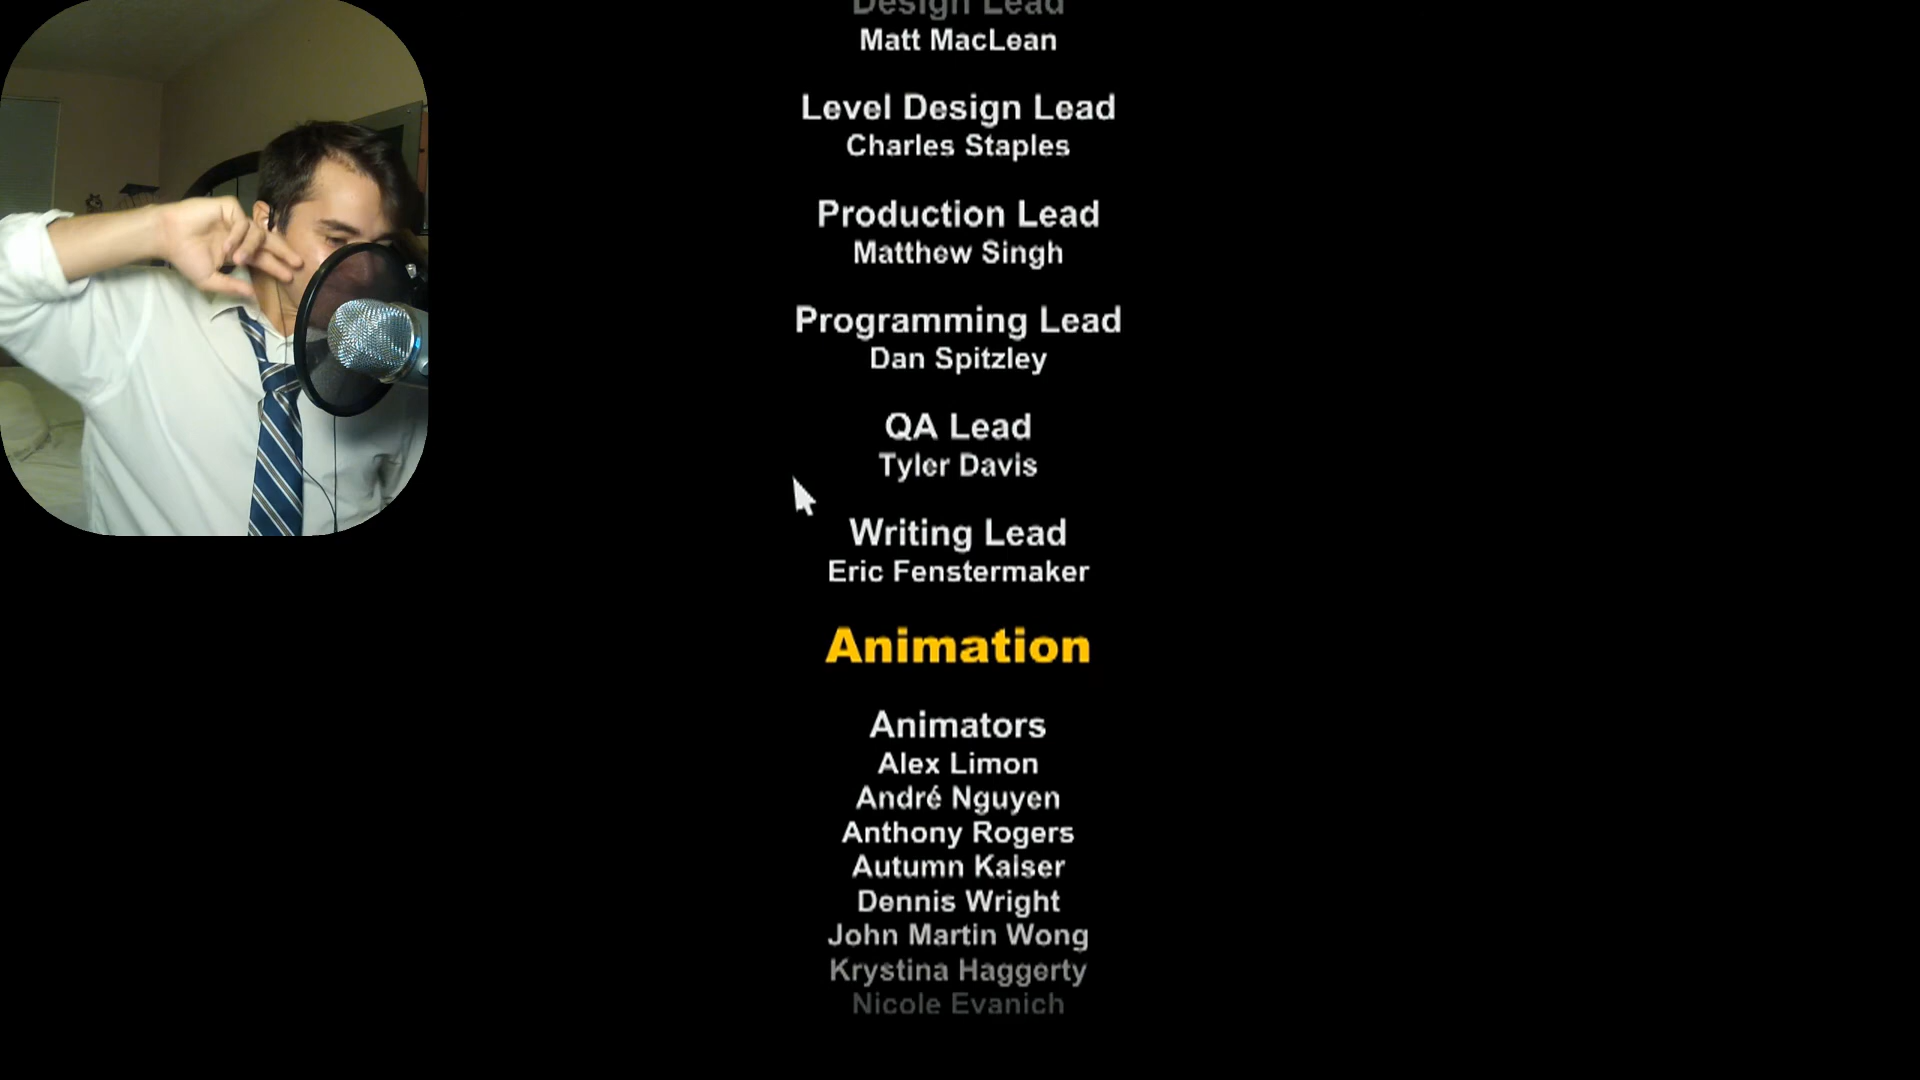 Design Lead
Matt MacLean
Level Design Lead
Charles Staples
Production Lead
Matthew Singh
Programming Lead
Dan Spitzley
QA Lead
Tyler Davis
Writing Lead
Eric Fenstermaker
Animation
Animators
Alex Limon
André Nguyen
Anthony Rogers
Autumn Kaiser
Dennis Wright
John Martin Wong
Krystina Haggerty
Nicole Evanich